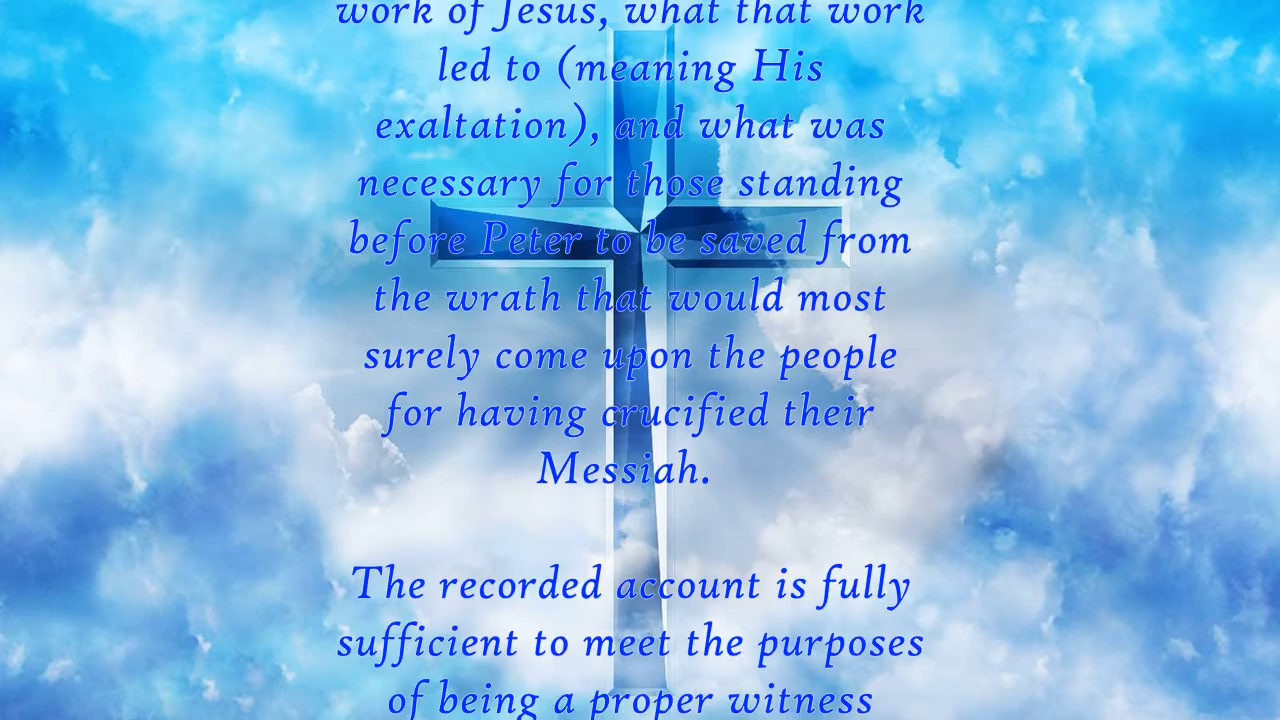 work of Jesus, what that work
led to (meaning His
exaltation), and what was
necessary for those standing
before Peter to be saved from
the wrath that would most
surely come upon the people
for having crucified their
Messiah.
The recorded account is fully
sufficient to meet the purposes
of being a proper witness